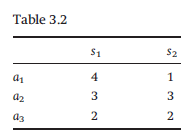 Table 3.2
s₁ s₂
a₁ 4 1
a₂ 3 3
a₃ 2 2